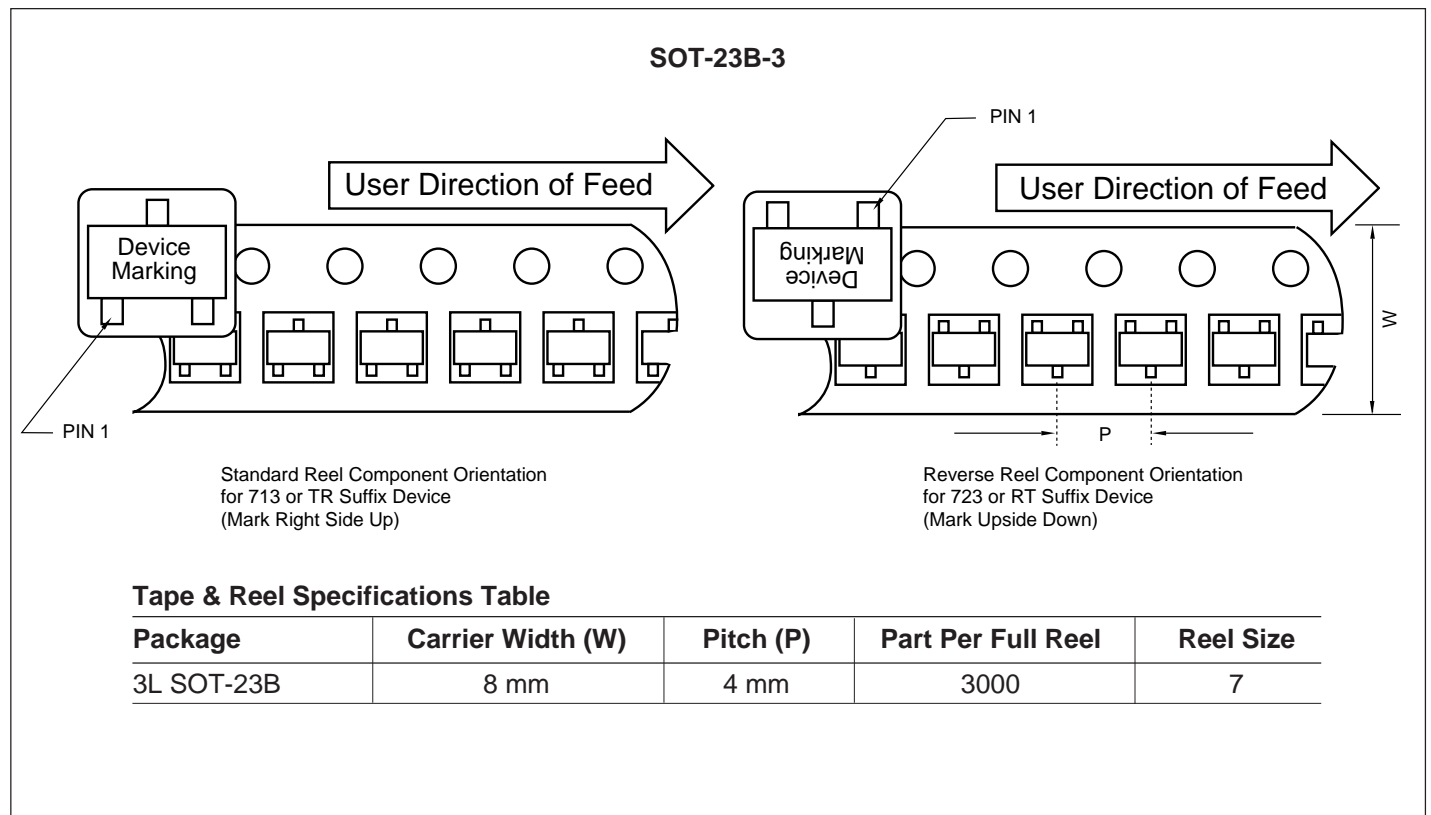 SOT-23B-3
PIN 1
User Direction of Feed
Device
Marking
PIN 1
Standard Reel Component Orientation
for 713 or TR Suffix Device
(Mark Right Side Up)
User Direction of Feed
Device
Marking
W
P
Reverse Reel Component Orientation
for 723 or RT Suffix Device
(Mark Upside Down)
Tape & Reel Specifications Table
Package Carrier Width (W) Pitch (P) Part Per Full Reel Reel Size
3L SOT-23B 8 mm 4 mm 3000 7